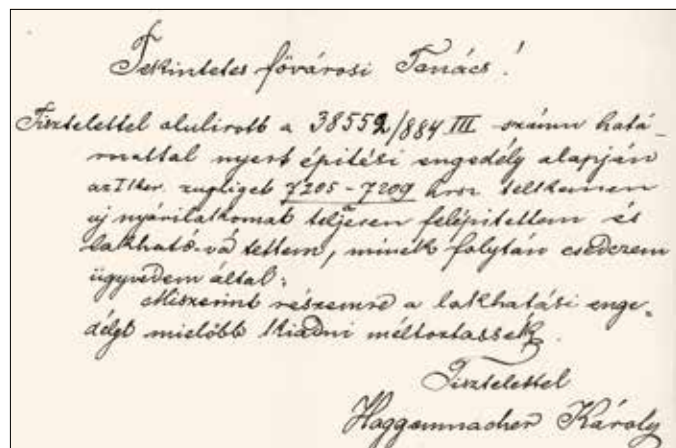 Tekintetes fővárosi Tanács!
Tisztelettel alulirott a 38552/884 III számu hatá-
rozattal nyert épitési engedély alapján
az I ker. zugligeti 7205-7209 hrsz telkemen
uj nyárilakomat teljesen felépitettem és
lakható-vá tettem, minek folytán esedezem
ügyvédem által:
Miszerint részemre a lakhatási enge-
délyt mielőbb kiadni méltoztassék.
Tisztelettel
Haggenmacher Károly